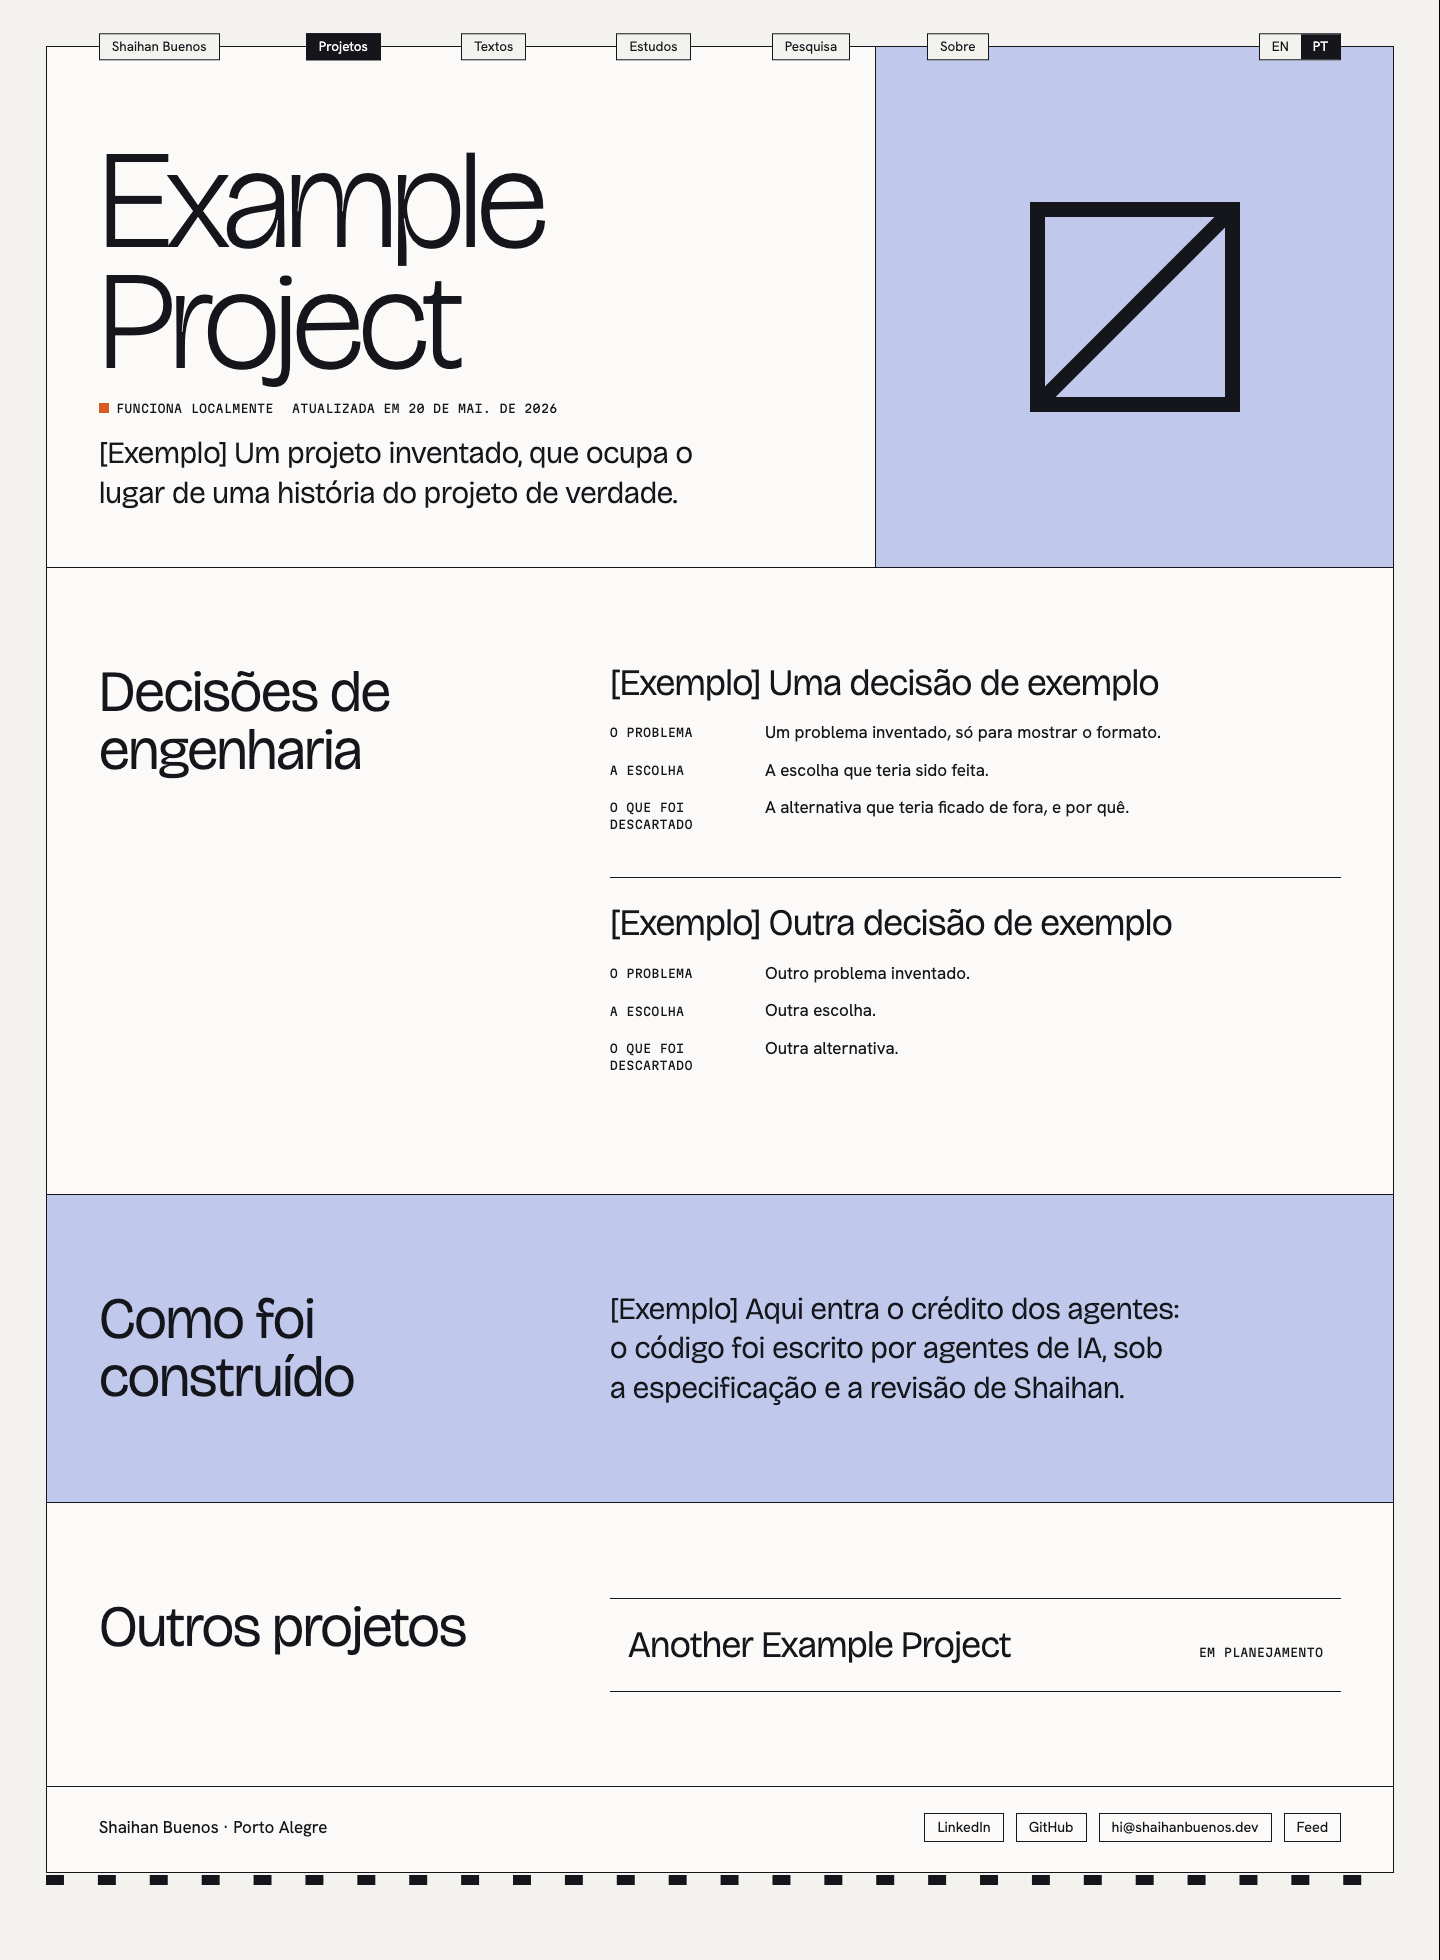 Shaihan Buenos
Projetos
Textos
Estudos
Pesquisa
Sobre
EN
PT
Example
Project
FUNCIONA LOCALMENTE ATUALIZADA EM 20 DE MAI. DE 2026
[Exemplo] Um projeto inventado, que ocupa o
lugar de uma história do projeto de verdade.
Decisões de
engenharia
[Exemplo] Uma decisão de exemplo
O PROBLEMA
Um problema inventado, só para mostrar o formato.
A ESCOLHA
A escolha que teria sido feita.
O QUE FOI
DESCARTADO
A alternativa que teria ficado de fora, e por quê.
[Exemplo] Outra decisão de exemplo
O PROBLEMA
Outro problema inventado.
A ESCOLHA
Outra escolha.
O QUE FOI
DESCARTADO
Outra alternativa.
Como foi
construído
[Exemplo] Aqui entra o crédito dos agentes:
o código foi escrito por agentes de IA, sob
a especificação e a revisão de Shaihan.
Outros projetos
Another Example Project
EM PLANEJAMENTO
Shaihan Buenos · Porto Alegre
LinkedIn
GitHub
hi@shaihanbuenos.dev
Feed